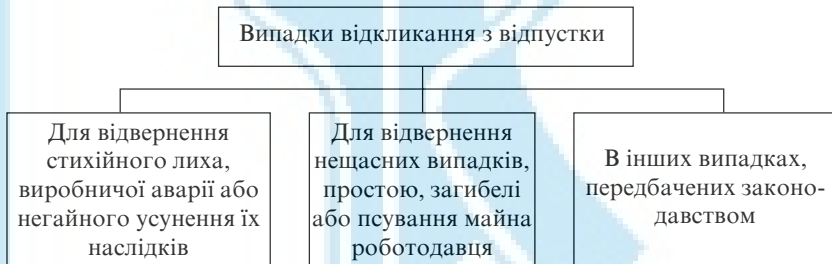 Випадки відкликання з відпустки
Для відвернення
стихійного лиха,
виробничої аварії або
негайного усунення їх
наслідків
Для відвернення
нещасних випадків,
простою, загибелі
або псування майна
роботодавця
В інших випадках,
передбачених законо-
давством